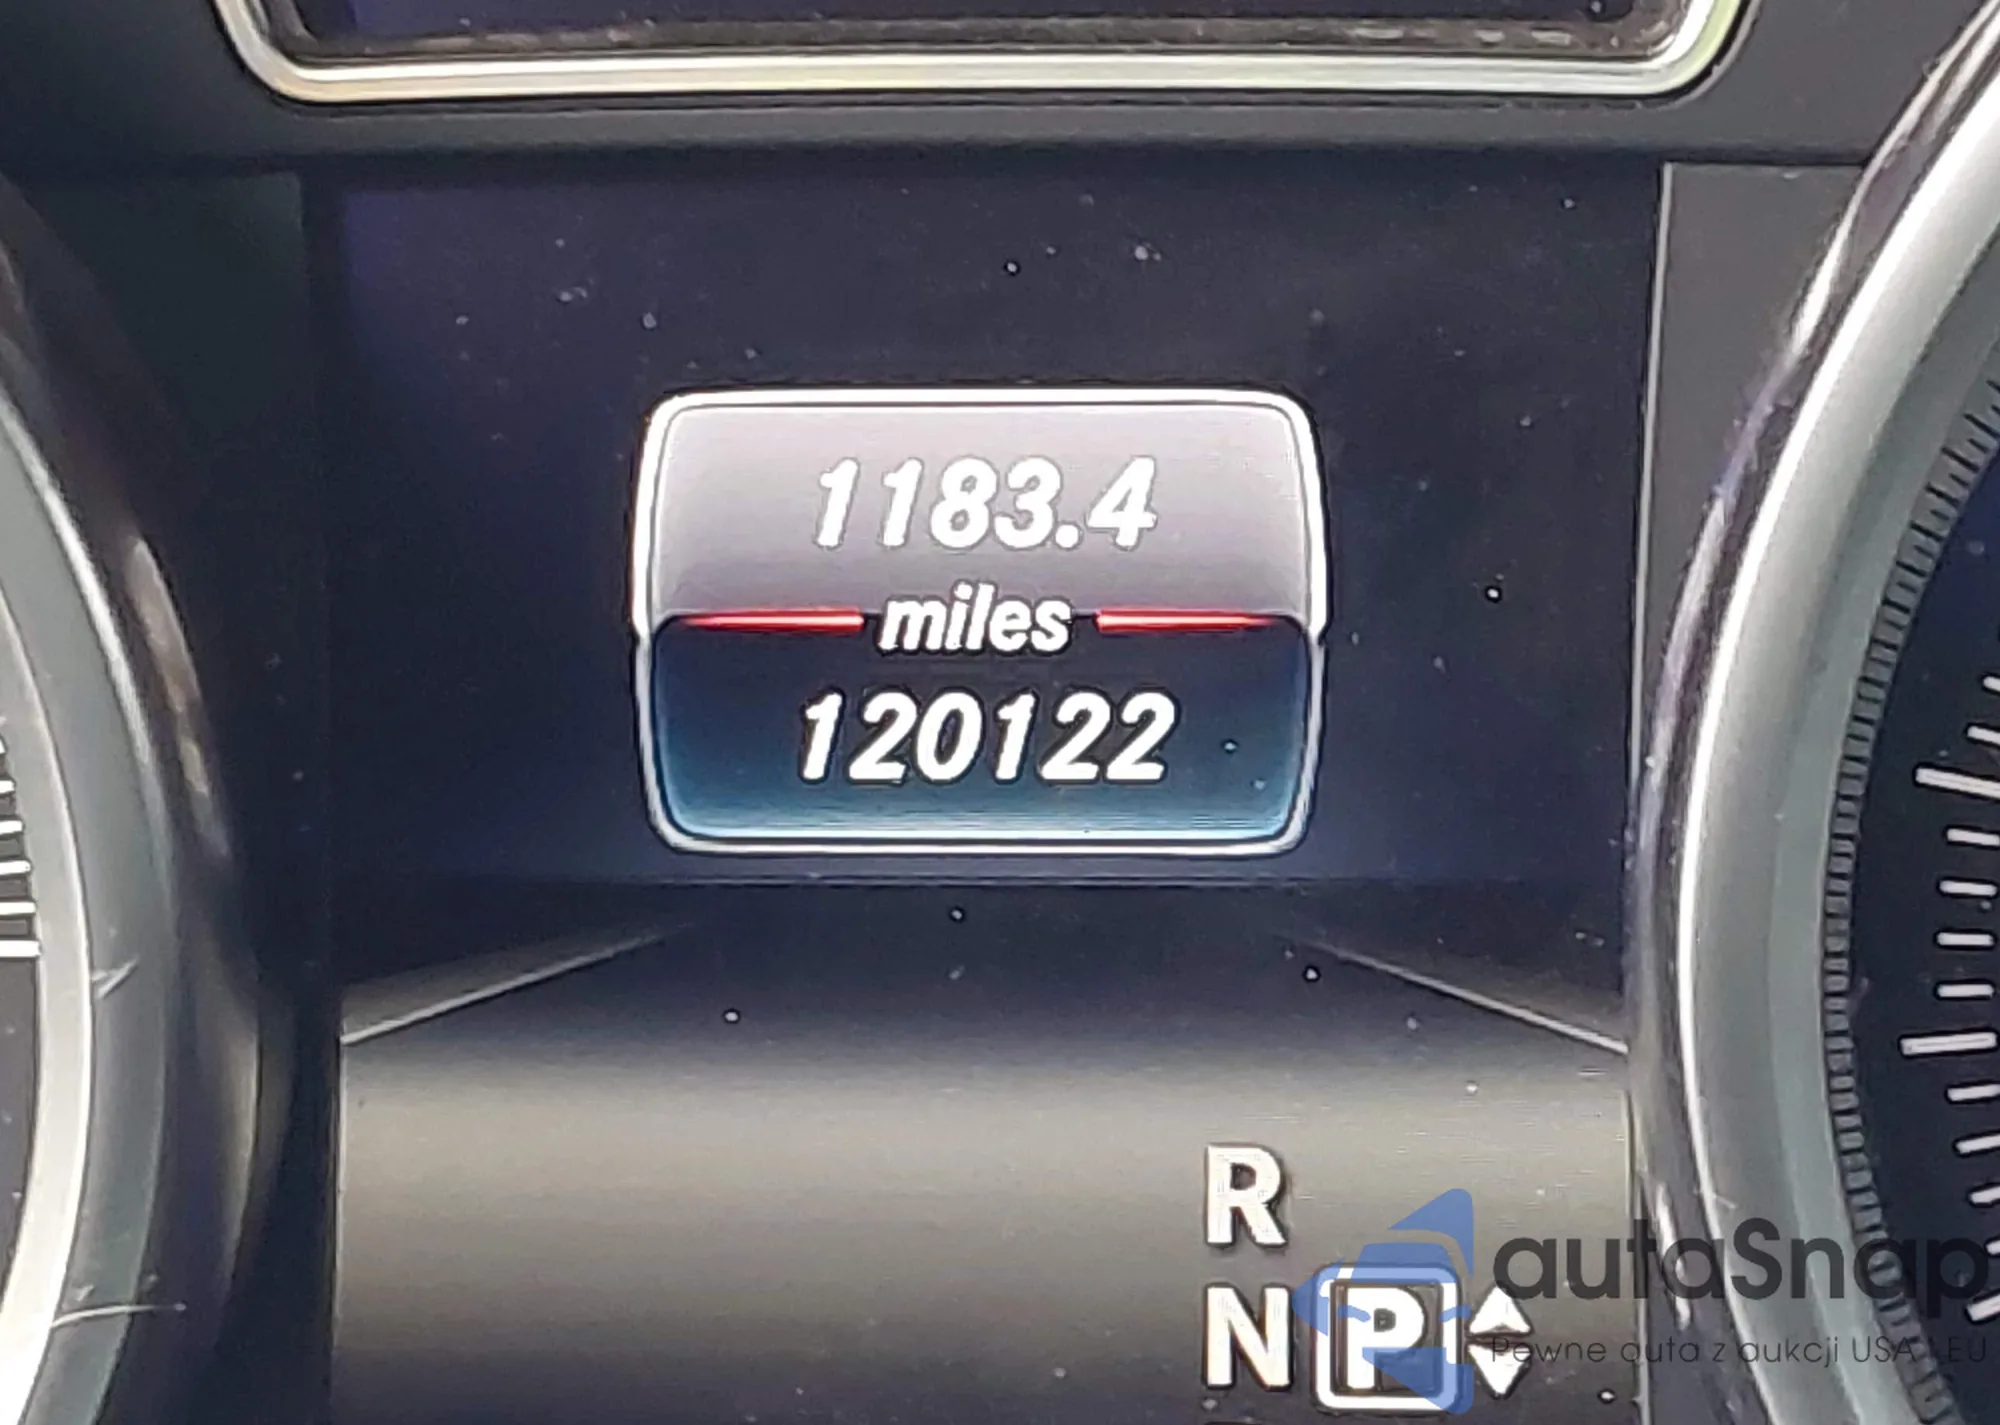 1183.4
miles
120122
R
N P
autaSnap
Pewne auta z aukcji USA i EU